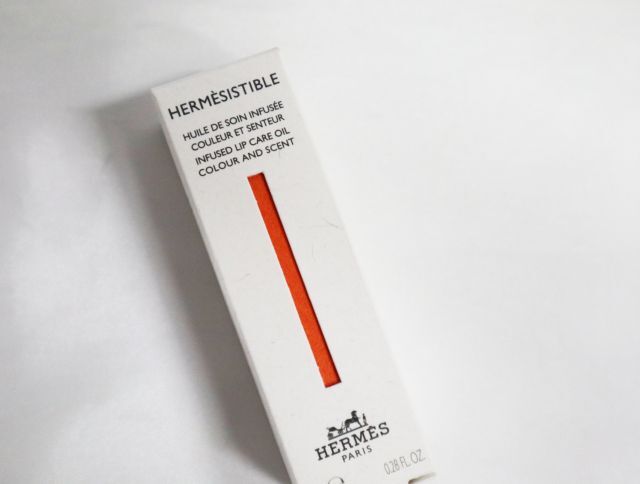 HERMÈSISTIBLE
HUILE DE SOIN INFUSÉE
COULEUR ET SENTEUR
INFUSED LIP CARE OIL
COLOUR AND SCENT
HERMÈS
PARIS
0.28 FL. OZ.